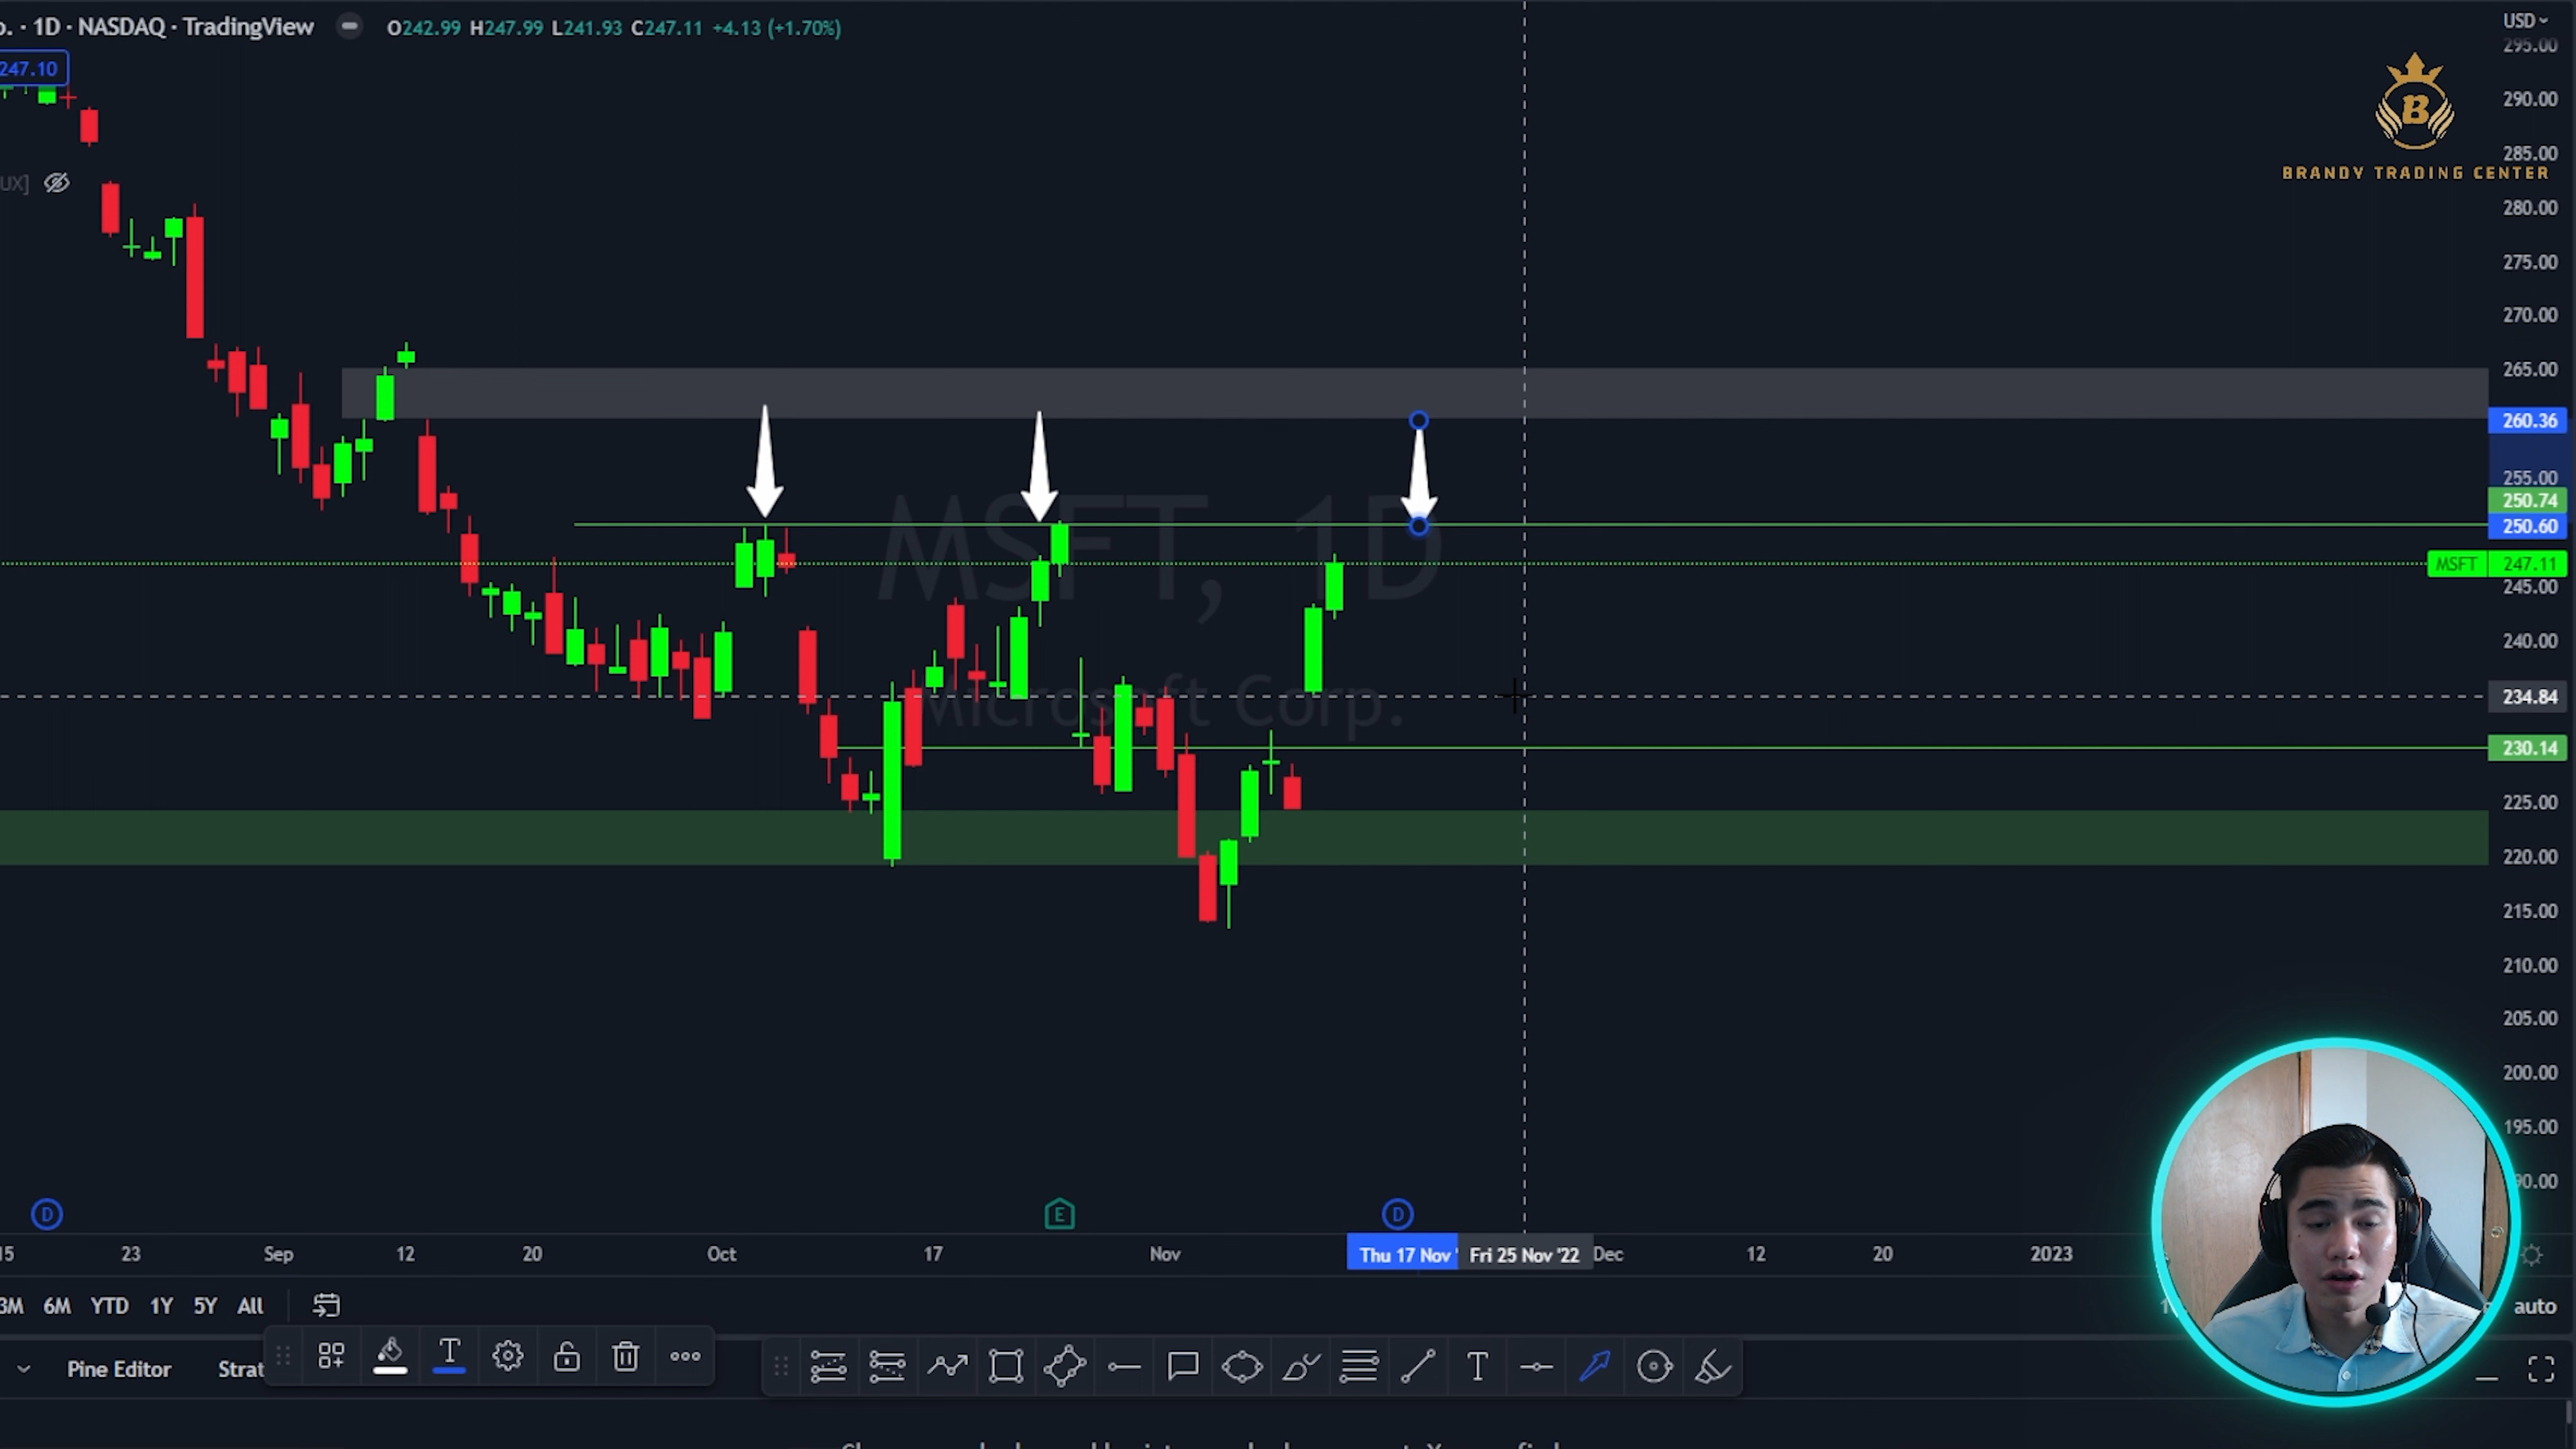 o. · 1D · NASDAQ · TradingView
O242.99 H247.99 L241.93 C247.11 +4.13 (+1.70%)
247.10
UX]
USD
295.00
290.00
B
285.00
BRANDY TRADING CENTER
280.00
275.00
270.00
265.00
260.36
255.00
250.74
250.60
MSFT 247.11
245.00
240.00
234.84
230.14
225.00
220.00
215.00
210.00
205.00
200.00
195.00
90.00
MSFT, 1D
Microsoft Corp.
D
E
D
15 23 Sep 12 20 Oct 17 Nov Thu 17 Nov ' Fri 25 Nov '22 Dec 12 20 2023
3M 6M YTD 1Y 5Y All
auto
Pine Editor Strat
T
T